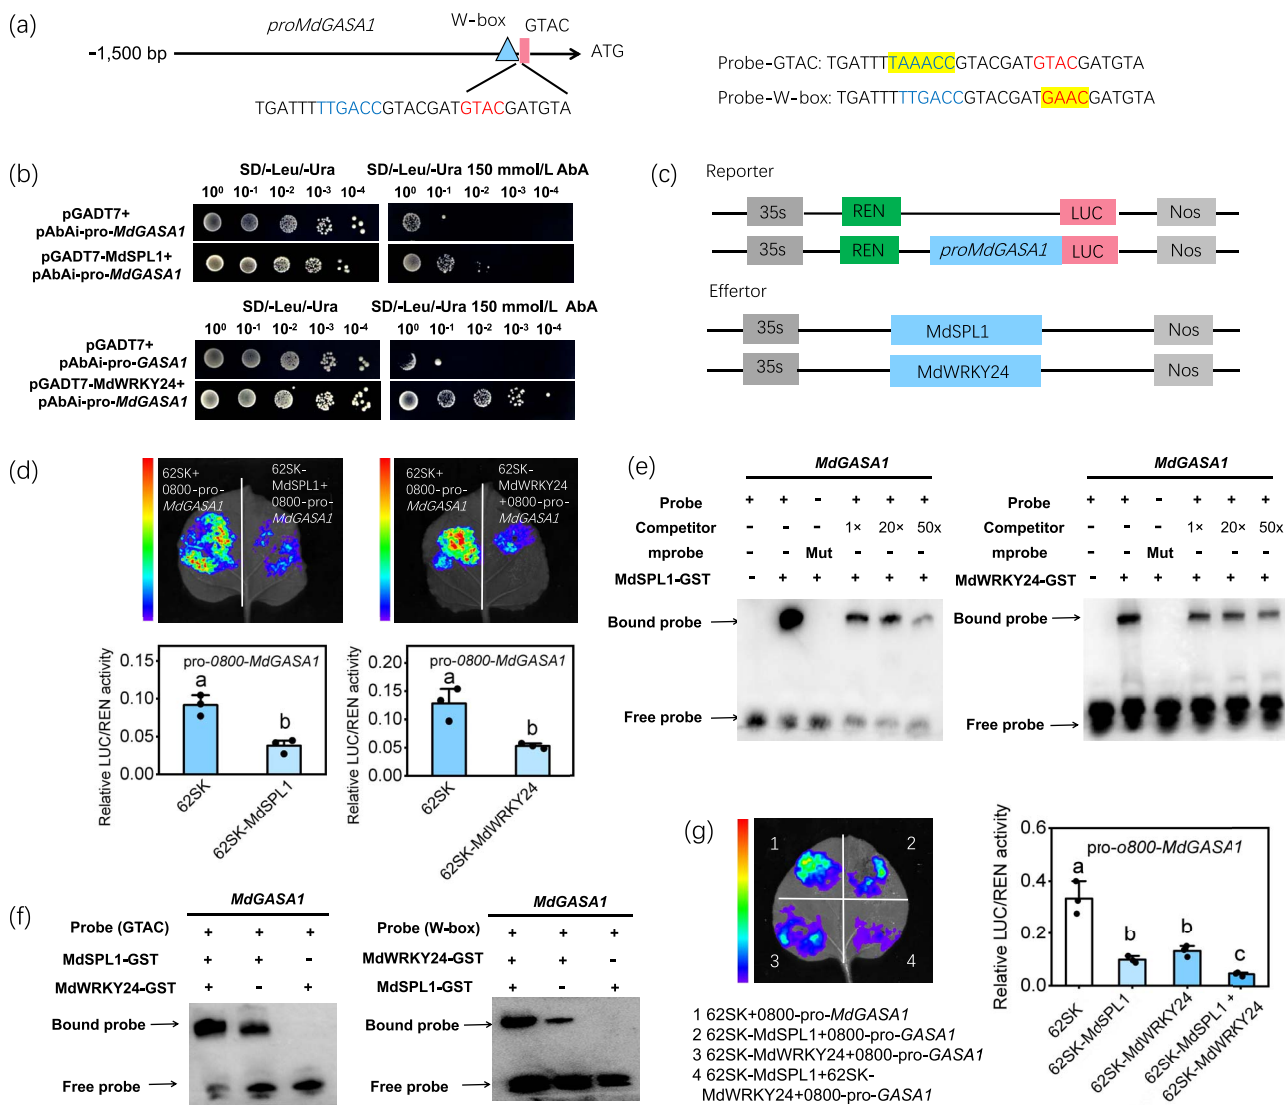 (a)
proMdGASA1
W-box
GTAC
-1,500 bp
ATG
TGATTTTTGACCGTACGATGTACGATGTA
Probe-GTAC: TGATTTTAAACCGTACGATGTACGATGTA
Probe-W-box: TGATTTTTGACCGTACGATGAACGATGTA
(b)
SD/-Leu/-Ura
SD/-Leu/-Ura 150 mmol/L AbA
10⁰ 10⁻¹ 10⁻² 10⁻³ 10⁻⁴
10⁰ 10⁻¹ 10⁻² 10⁻³ 10⁻⁴
pGADT7+
pAbAi-pro-MdGASA1
pGADT7-MdSPL1+
pAbAi-pro-MdGASA1
SD/-Leu/-Ura
SD/-Leu/-Ura 150 mmol/L AbA
10⁰ 10⁻¹ 10⁻² 10⁻³ 10⁻⁴
10⁰ 10⁻¹ 10⁻² 10⁻³ 10⁻⁴
pGADT7+
pAbAi-pro-GASA1
pGADT7-MdWRKY24+
pAbAi-pro-MdGASA1
(c)
Reporter
35s REN LUC Nos
35s REN proMdGASA1 LUC Nos
Effertor
35s MdSPL1 Nos
35s MdWRKY24 Nos
(d)
62SK+
0800-pro-
MdGASA1
62SK-
MdSPL1+
0800-pro-
MdGASA1
62SK+
0800-pro-
MdGASA1
62SK-
MdWRKY24
+0800-pro-
MdGASA1
Relative LUC/REN activity
0.15
0.10
0.05
0.00
pro-0800-MdGASA1
a
b
62SK
62SK-MdSPL1
Relative LUC/REN activity
0.20
0.15
0.10
0.05
0.00
pro-0800-MdGASA1
a
b
62SK
62SK-MdWRKY24
(e)
MdGASA1
Probe + + - + + +
Competitor - - - 1× 20× 50x
mprobe - - Mut - - -
MdSPL1-GST - + + + + +
Bound probe
Free probe
MdGASA1
Probe + + - + + +
Competitor - - - 1× 20× 50x
mprobe - - Mut - - -
MdWRKY24-GST - + + + + +
Bound probe
Free probe
(f)
MdGASA1
Probe (GTAC) + + +
MdSPL1-GST + + -
MdWRKY24-GST + - +
Bound probe
Free probe
MdGASA1
Probe (W-box) + + +
MdWRKY24-GST + + -
MdSPL1-GST + - +
Bound probe
Free probe
(g)
1
2
3
4
1 62SK+0800-pro-MdGASA1
2 62SK-MdSPL1+0800-pro-GASA1
3 62SK-MdWRKY24+0800-pro-GASA1
4 62SK-MdSPL1+62SK-
MdWRKY24+0800-pro-GASA1
Relative LUC/REN activity
0.6
0.4
0.2
0.0
pro-o800-MdGASA1
a
b
b
c
62SK
62SK-MdSPL1
62SK-MdWRKY24
62SK-MdSPL1 +
62SK-MdWRKY24